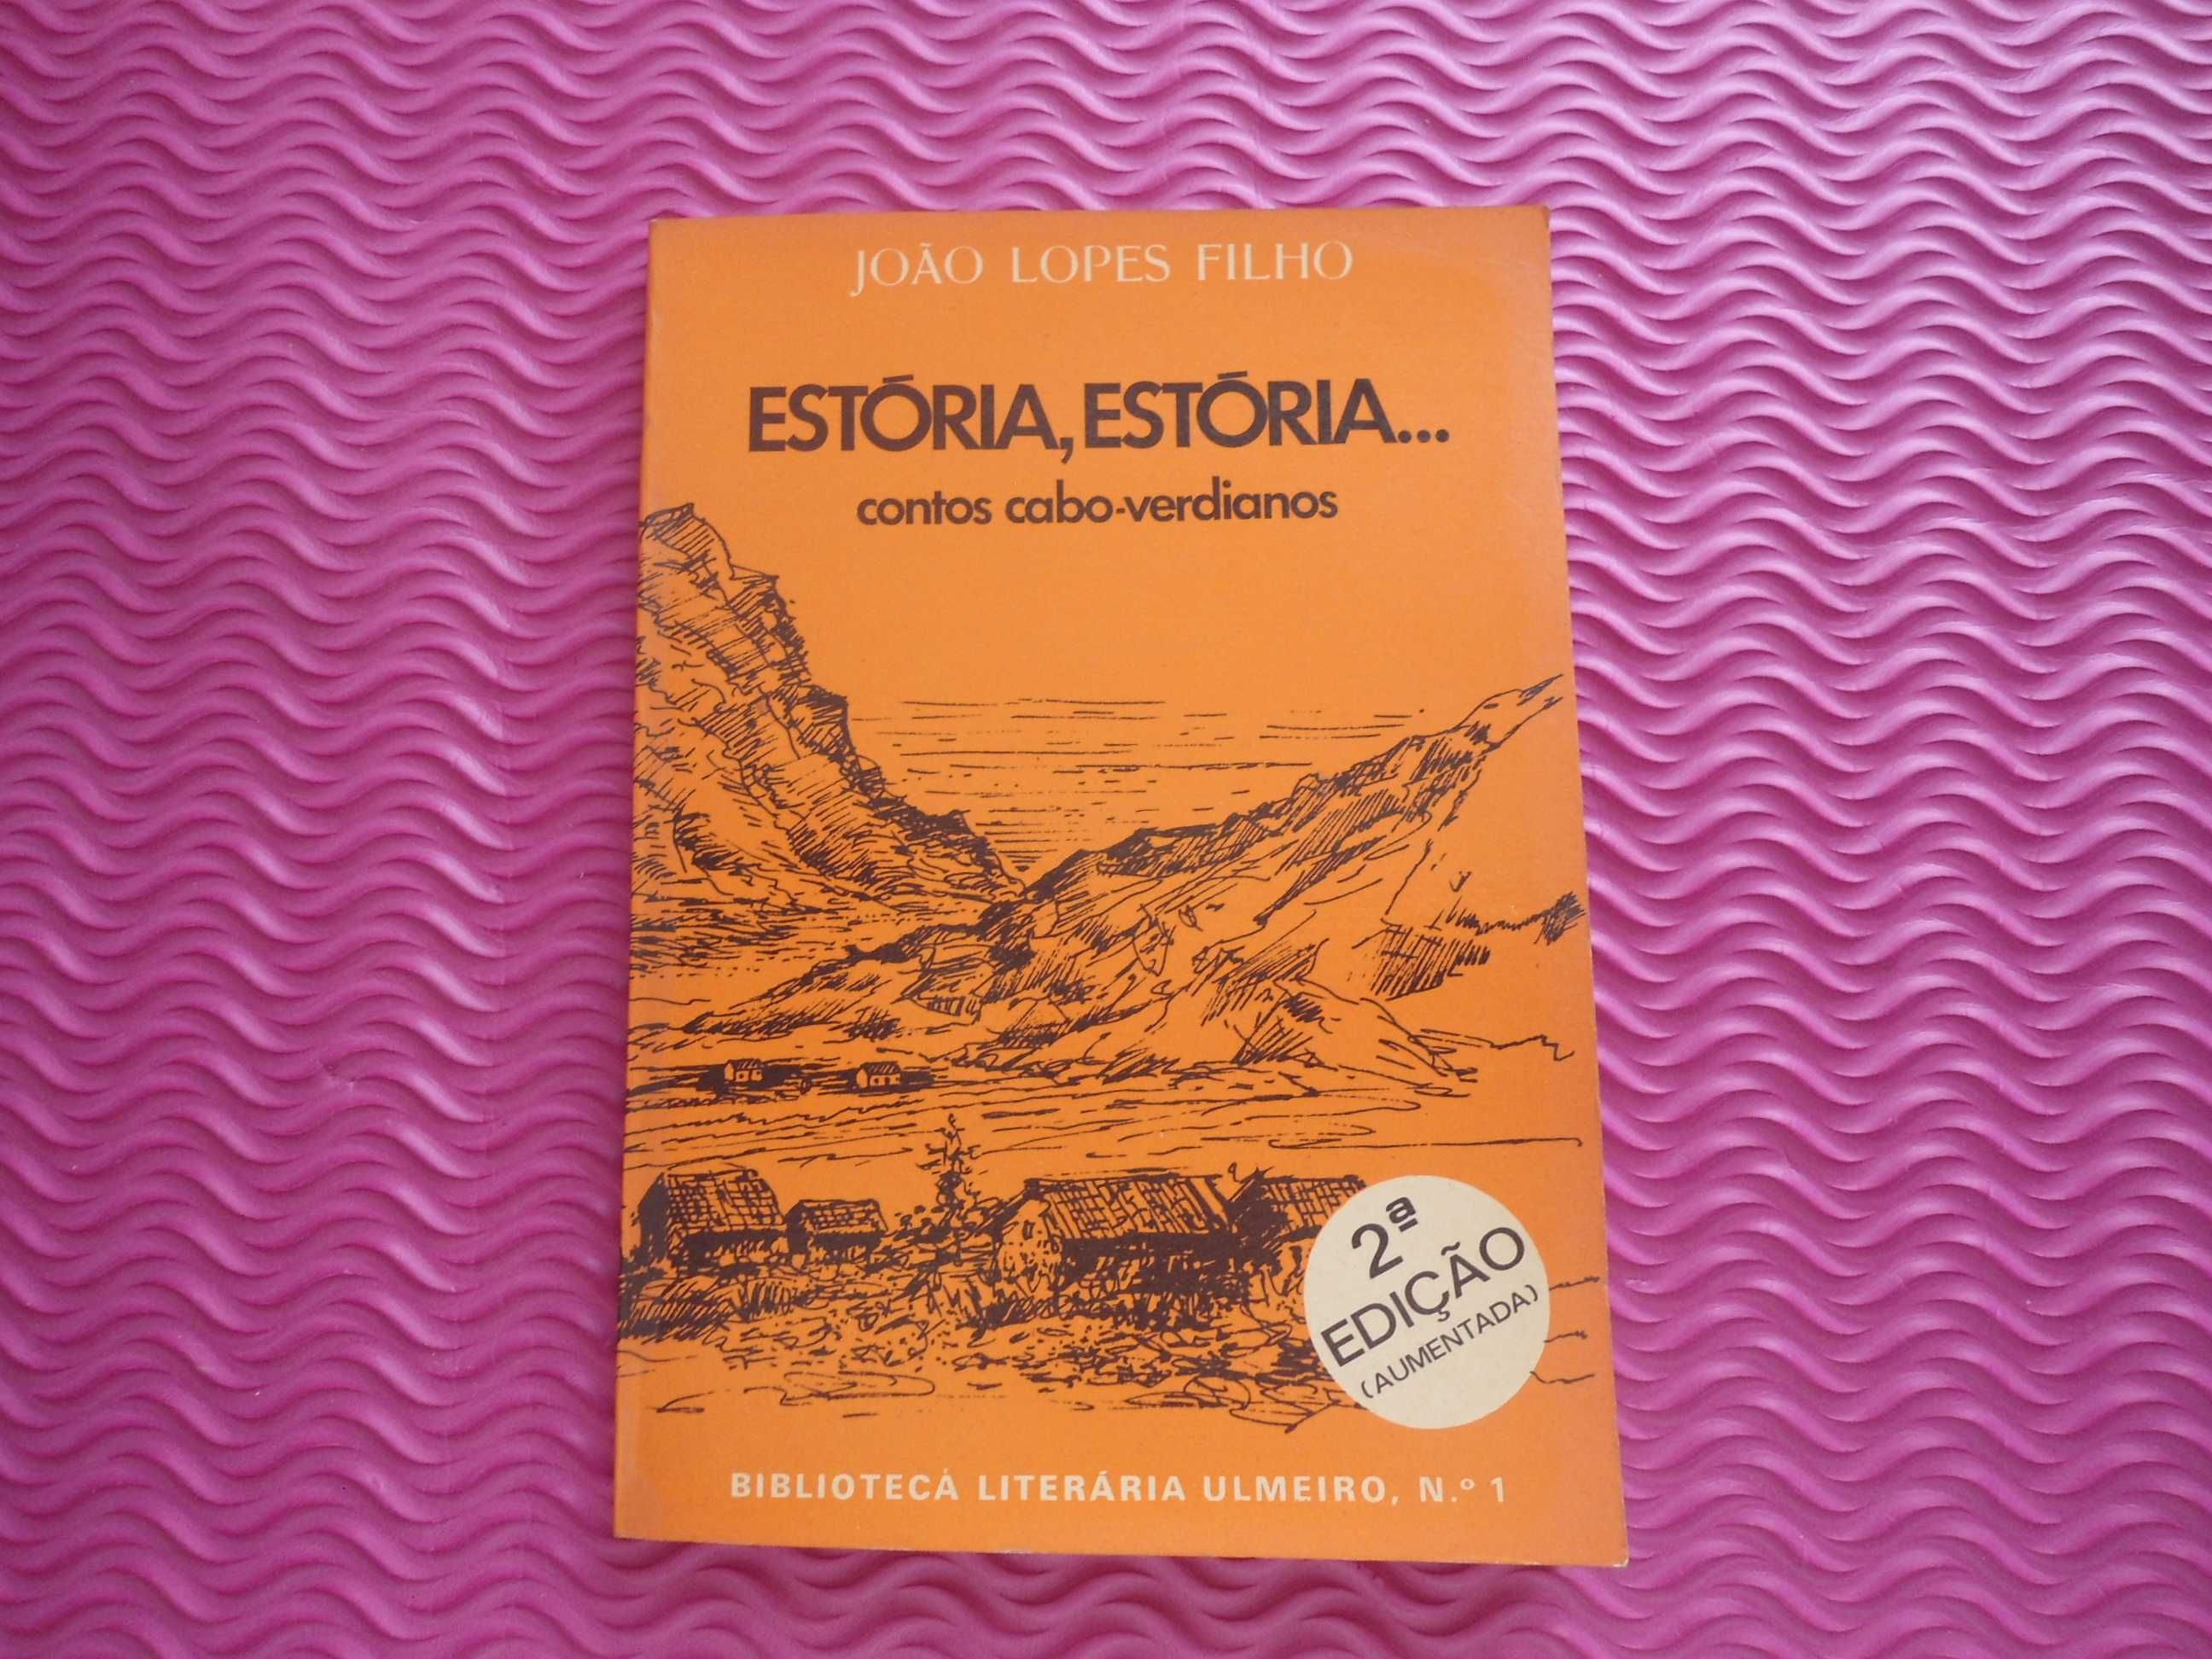 JOÃO LOPES FILHO
ESTÓRIA, ESTÓRIA...
contos cabo-verdianos
2ª
EDIÇÃO
(AUMENTADA)
BIBLIOTECA LITERÁRIA ULMEIRO, N.º 1